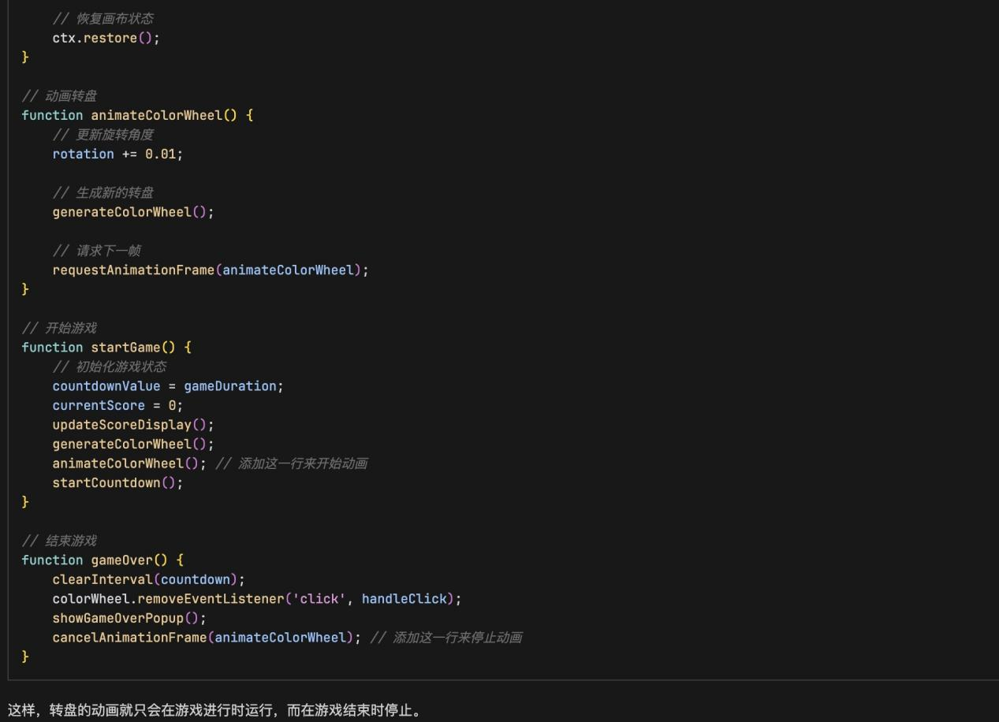 // 恢复画布状态
ctx.restore();
}
// 动画转盘
function animateColorWheel() {
// 更新旋转角度
rotation += 0.01;
// 生成新的转盘
generateColorWheel();
// 请求下一帧
requestAnimationFrame(animateColorWheel);
}
// 开始游戏
function startGame() {
// 初始化游戏状态
countdownValue = gameDuration;
currentScore = 0;
updateScoreDisplay();
generateColorWheel();
animateColorWheel(); // 添加这一行来开始动画
startCountdown();
}
// 结束游戏
function gameOver() {
clearInterval(countdown);
colorWheel.removeEventListener('click', handleClick);
showGameOverPopup();
cancelAnimationFrame(animateColorWheel); // 添加这一行来停止动画
}
这样，转盘的动画就只会在游戏进行时运行，而在游戏结束时停止。